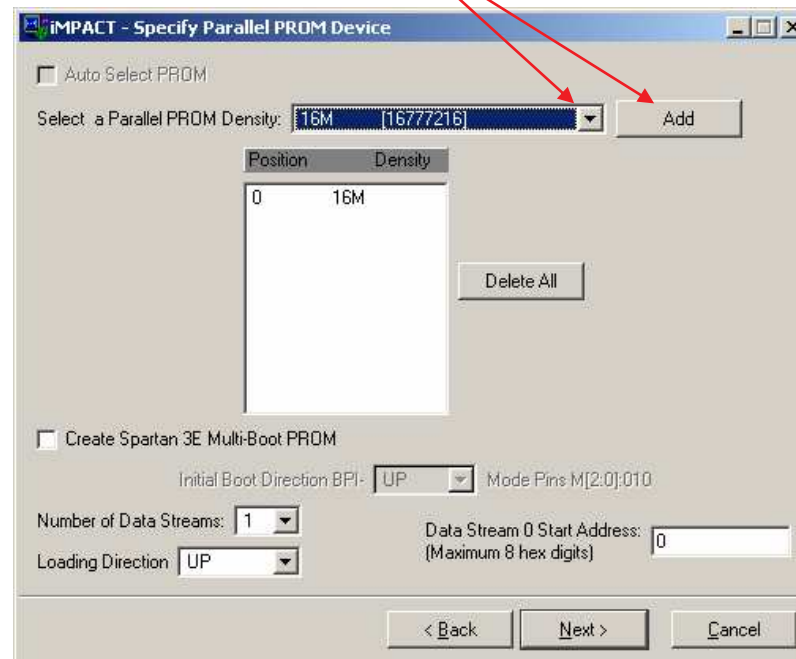 iMPACT - Specify Parallel PROM Device
Auto Select PROM
Select a Parallel PROM Density: 16M [16777216] Add
Position Density
0 16M
Delete All
Create Spartan 3E Multi-Boot PROM
Initial Boot Direction BPI- UP Mode Pins M[2:0]:010
Number of Data Streams: 1
Data Stream 0 Start Address: 0
(Maximum 8 hex digits)
Loading Direction UP
< Back Next > Cancel